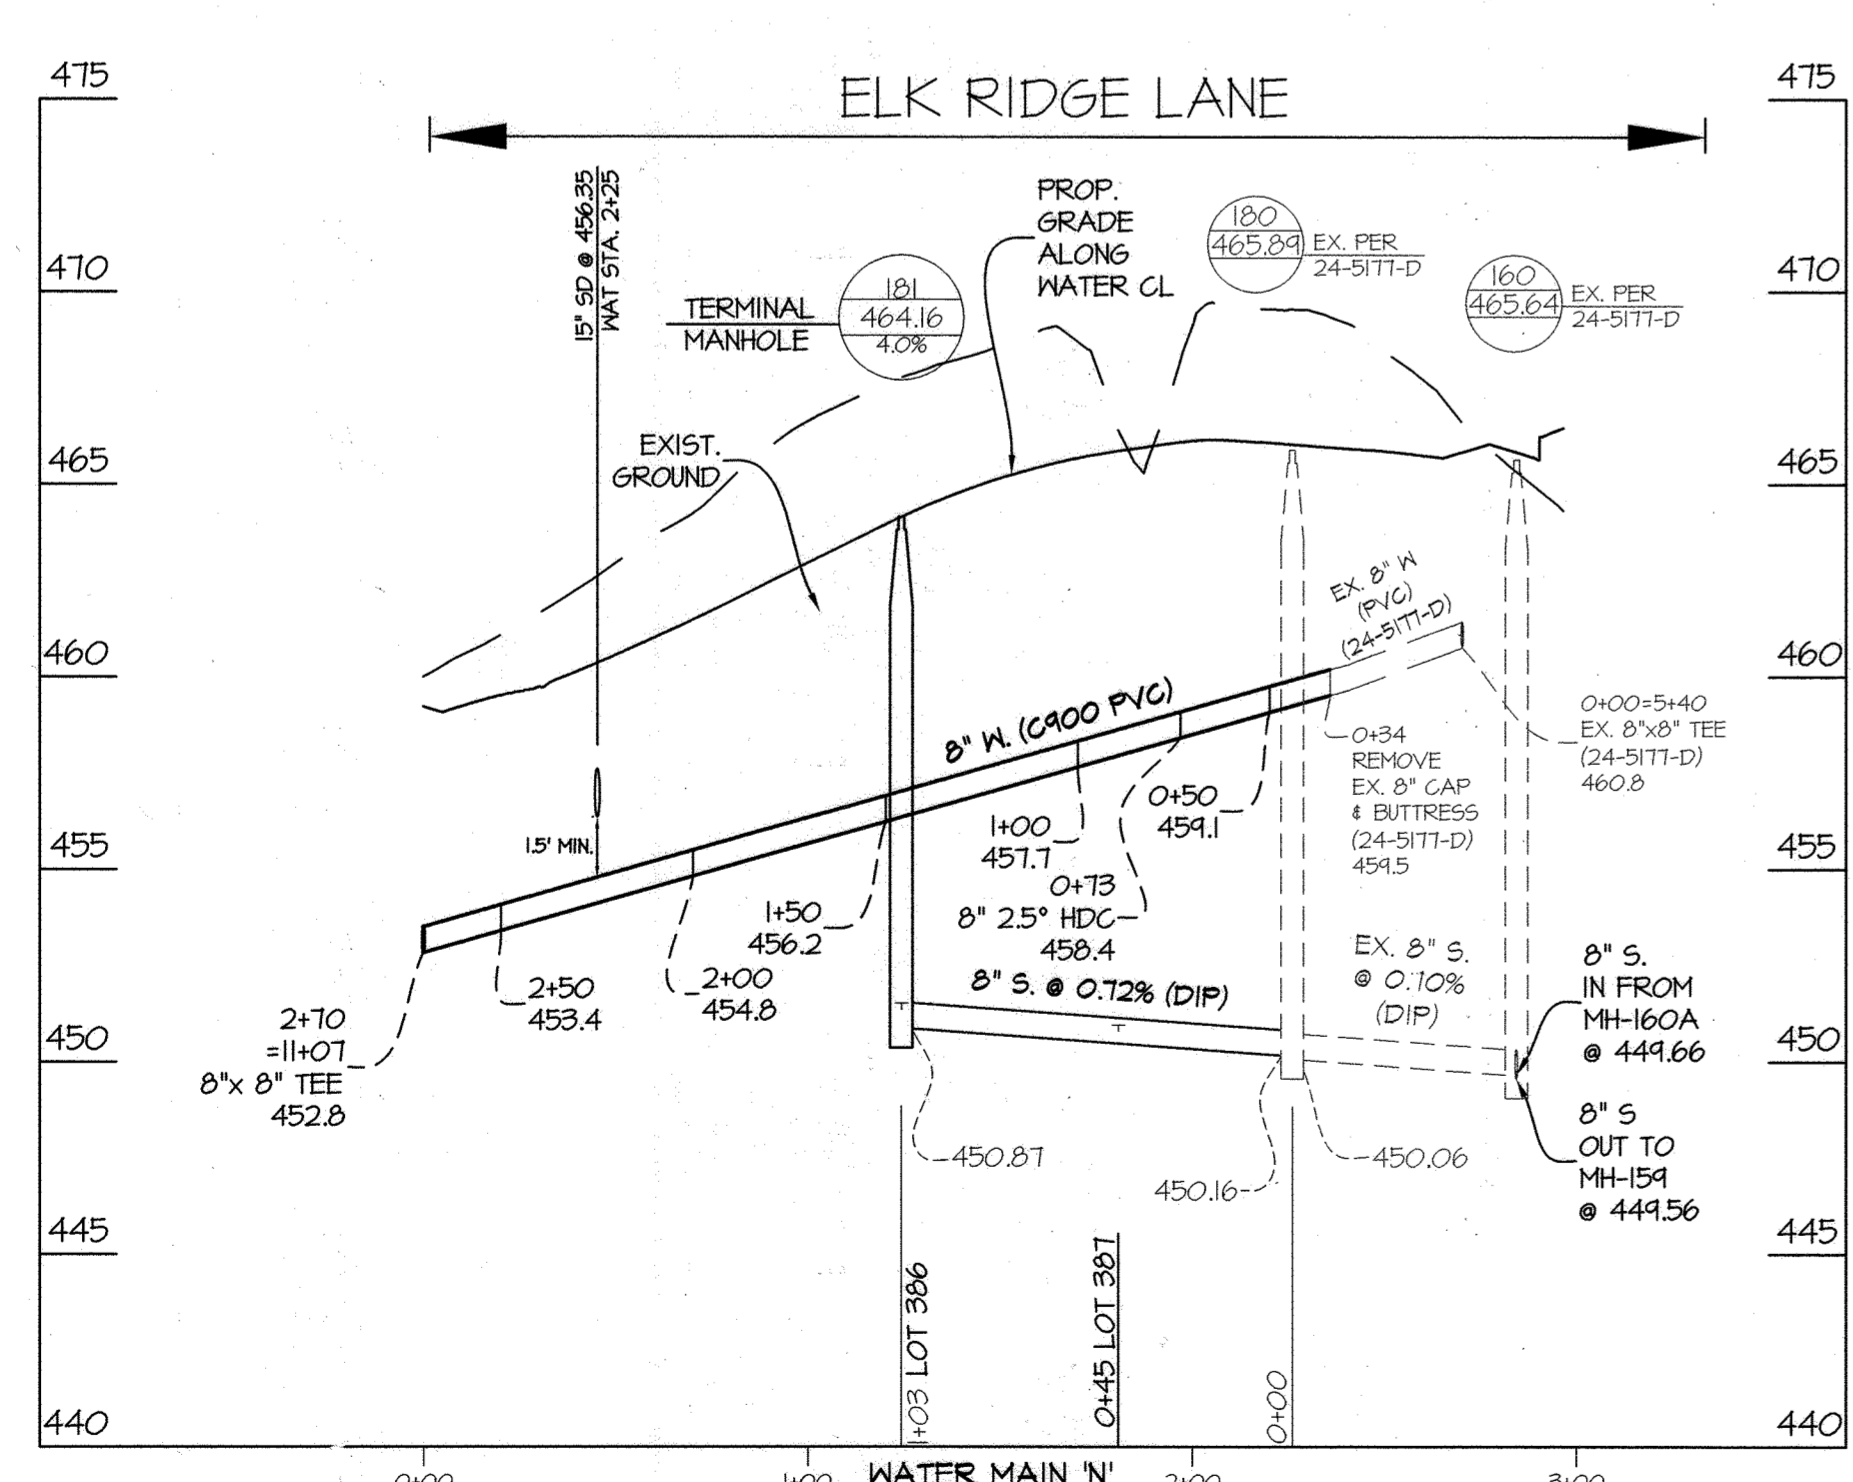 475
475
ELK RIDGE LANE
15" SD @ 456.35
WAT STA. 2+25
PROP.
GRADE
ALONG
WATER CL
180
465.89
EX. PER
24-5177-D
470
470
181
464.16
4.0%
TERMINAL
MANHOLE
160
465.64
EX. PER
24-5177-D
EXIST.
GROUND
465
465
EX. 8" W
(PVC)
(24-5177-D)
460
460
8" W. (C900 PVC)
0+00=5+40
EX. 8"x8" TEE
(24-5177-D)
460.8
0+34
REMOVE
EX. 8" CAP
& BUTTRESS
(24-5177-D)
459.5
0+50
459.1
1+00
457.7
455
455
1.5' MIN.
0+73
8" 2.5° HDC
458.4
1+50
456.2
2+00
454.8
2+50
453.4
8" S. @ 0.72% (DIP)
EX. 8" S.
@ 0.10%
(DIP)
8" S.
IN FROM
MH-160A
@ 449.66
2+70
=11+07
8"x 8" TEE
452.8
450
450
8" S
OUT TO
MH-159
@ 449.56
450.87
450.16
450.06
445
445
1+03 LOT 386
0+45 LOT 387
0+00
440
440
0+00
1+00
WATER MAIN 'N'
2+00
3+00